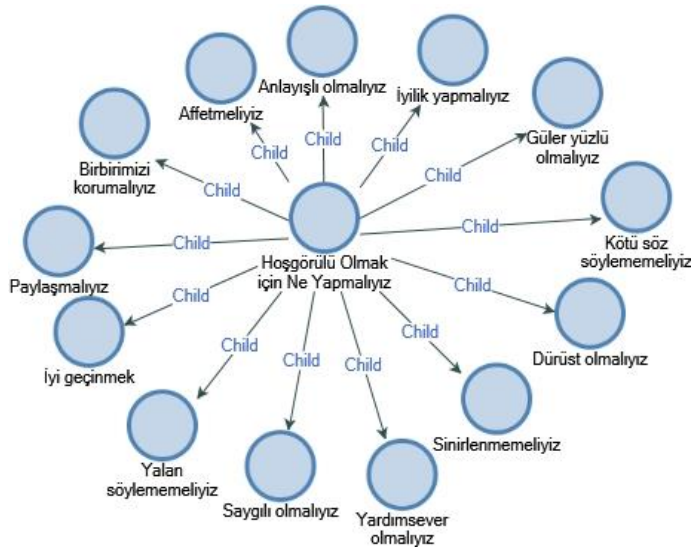 Anlayışlı olmalıyız
İyilik yapmalıyız
Affetmeliyiz
Güler yüzlü
olmalıyız
Child
Child
Child
Child
Birbirimizi
korumalıyız
Child
Child
Child
Kötü söz
söylememeliyiz
Hoşgörülü Olmak
için Ne Yapmalıyız
Paylaşmalıyız
Child
Child
Child
Child
Child
Child
İyi geçinmek
Dürüst olmalıyız
Sinirlenmemeliyiz
Yalan
söylememeliyiz
Saygılı olmalıyız
Yardımsever
olmalıyız